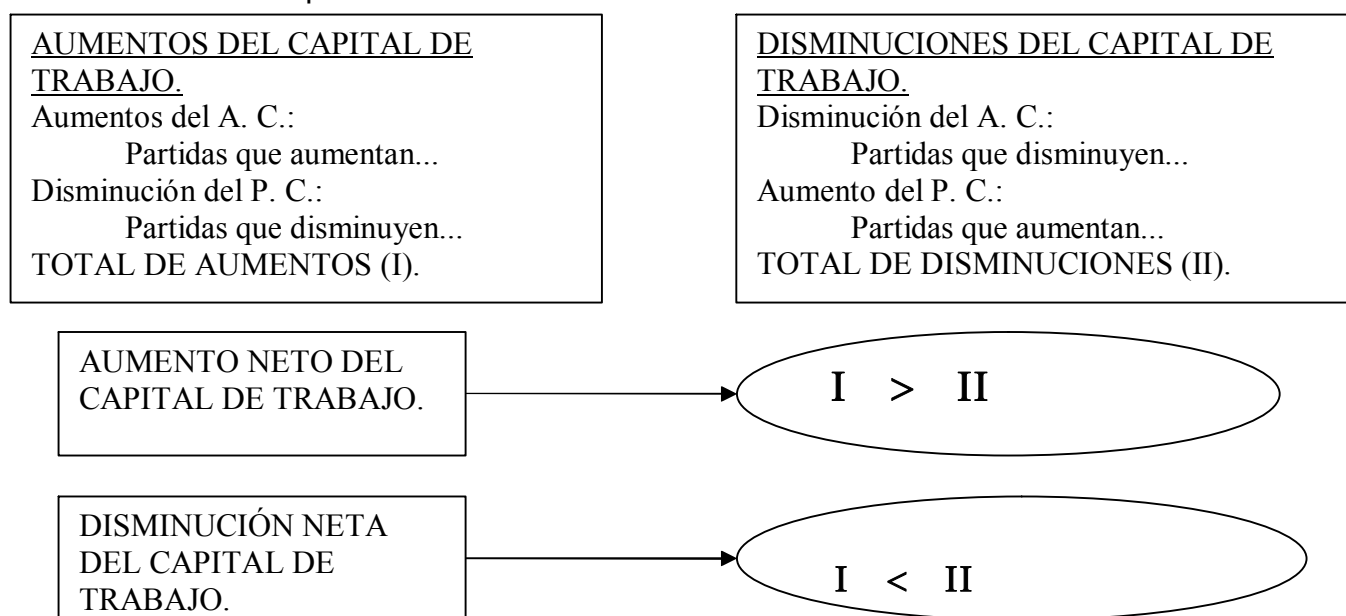 AUMENTOS DEL CAPITAL DE
TRABAJO.
Aumentos del A. C.:
Partidas que aumentan...
Disminución del P. C.:
Partidas que disminuyen...
TOTAL DE AUMENTOS (I).
DISMINUCIONES DEL CAPITAL DE
TRABAJO.
Disminución del A. C.:
Partidas que disminuyen...
Aumento del P. C.:
Partidas que aumentan...
TOTAL DE DISMINUCIONES (II).
AUMENTO NETO DEL
CAPITAL DE TRABAJO.
I > II
DISMINUCIÓN NETA
DEL CAPITAL DE
TRABAJO.
I < II